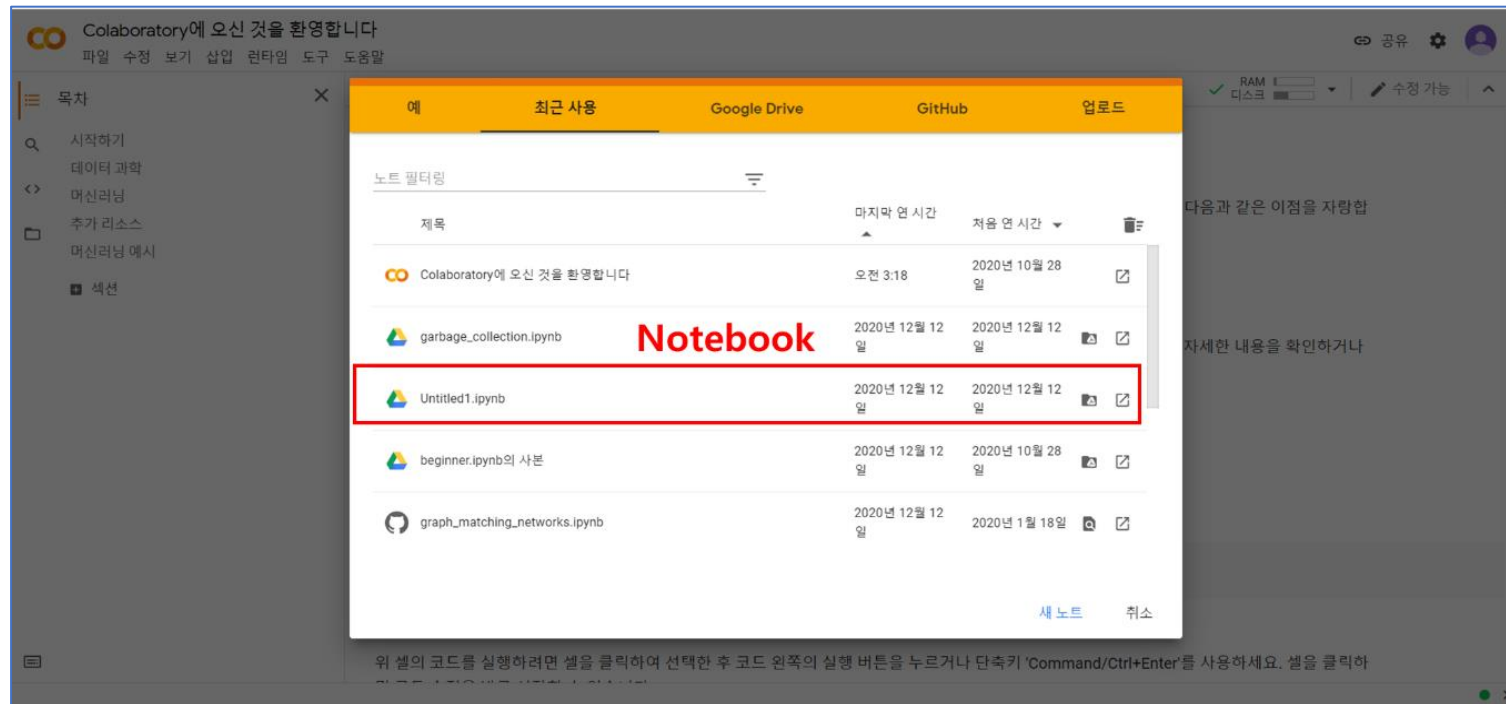 Colaboratory에 오신 것을 환영합니다
파일 수정 보기 삽입 런타임 도구 도움말
공유
목차
RAM
디스크
수정 가능
시작하기
데이터 과학
머신러닝
추가 리소스
머신러닝 예시
섹션
예 최근 사용 Google Drive GitHub 업로드
노트 필터링
제목 마지막 연 시간 처음 연 시간
Colaboratory에 오신 것을 환영합니다 오전 3:18 2020년 10월 28
일
garbage_collection.ipynb 2020년 12월 12 2020년 12월 12
일 일
Notebook
Untitled1.ipynb 2020년 12월 12 2020년 12월 12
일 일
beginner.ipynb의 사본 2020년 12월 12 2020년 10월 28
일 일
graph_matching_networks.ipynb 2020년 12월 12 2020년 1월 18일
일
새 노트 취소
다음과 같은 이점을 자랑합
자세한 내용을 확인하거나
위 셀의 코드를 실행하려면 셀을 클릭하여 선택한 후 코드 왼쪽의 실행 버튼을 누르거나 단축키 'Command/Ctrl+Enter'를 사용하세요. 셀을 클릭하